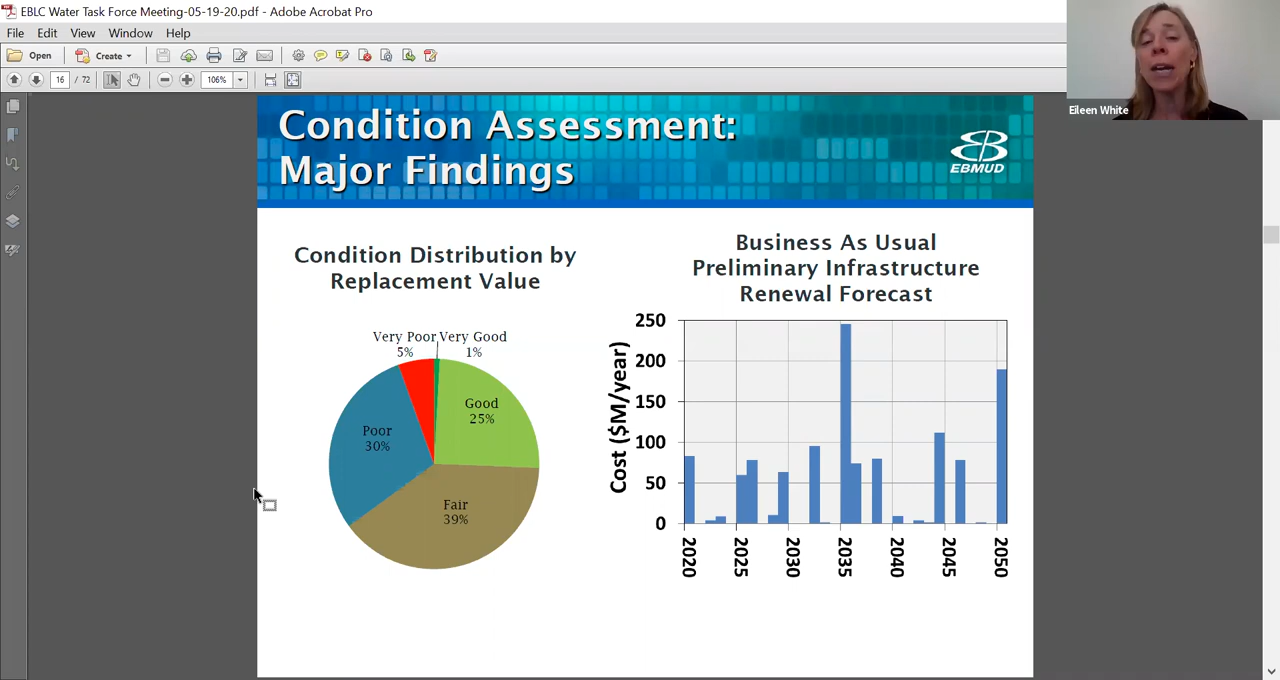 EBLC Water Task Force Meeting-05-19-20.pdf - Adobe Acrobat Pro
File Edit View Window Help
Open Create
16 / 72 106%
Eileen White
Condition Assessment:
Major Findings
EBMUD
Condition Distribution by
Replacement Value
Very Poor
5%
Very Good
1%
Good
25%
Poor
30%
Fair
39%
Business As Usual
Preliminary Infrastructure
Renewal Forecast
Cost ($M/year)
250
200
150
100
50
0
2020 2025 2030 2035 2040 2045 2050